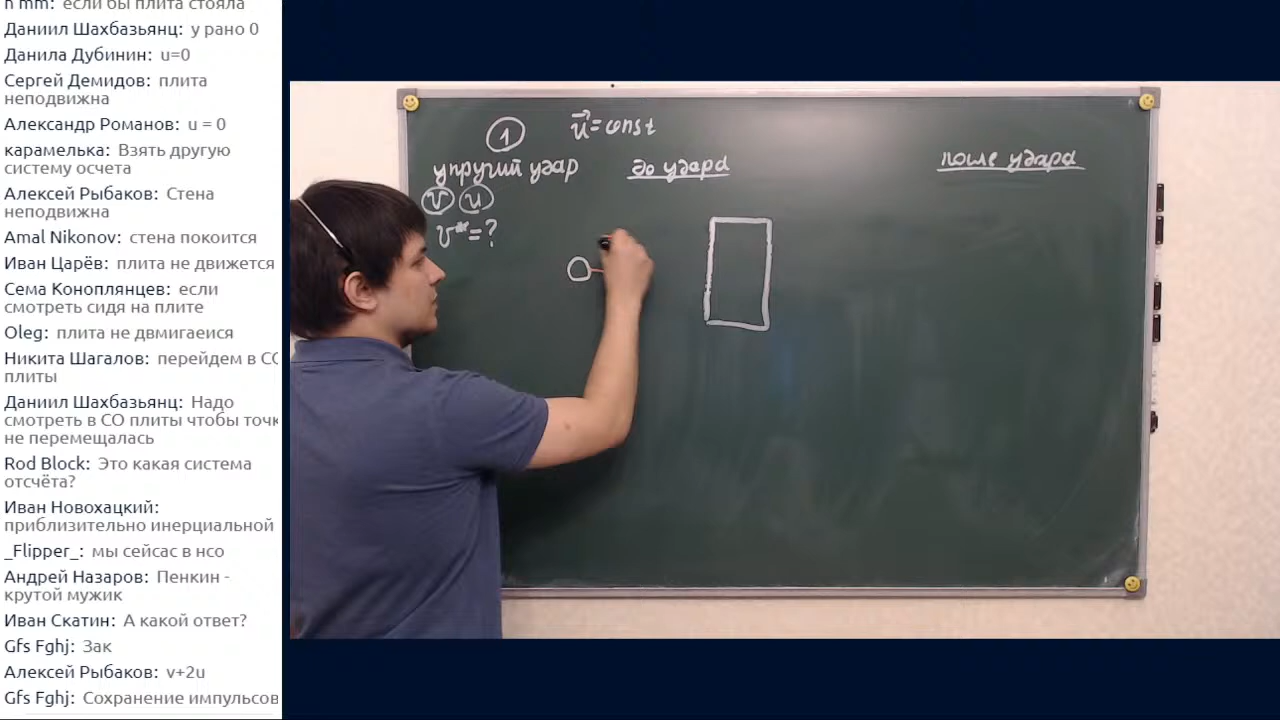 n mm: если бы плита стояла
Даниил Шахбазьянц: у рано 0
Данила Дубинин: u=0
Сергей Демидов: плита
неподвижна
Александр Романов: u = 0
карамелька: Взять другую
систему осчета
Алексей Рыбаков: Стена
неподвижна
Amal Nikonov: стена покоится
Иван Царёв: плита не движется
Сема Коноплянцев: если
смотреть сидя на плите
Oleg: плита не двмигаеися
Никита Шагалов: перейдем в СО
плиты
Даниил Шахбазьянц: Надо
смотреть в СО плиты чтобы точк
не перемещалась
Rod Block: Это какая система
отсчёта?
Иван Новохацкий:
приблизительно инерциальной
_Flipper_: мы сейсас в нсо
Андрей Назаров: Пенкин -
крутой мужик
Иван Скатин: А какой ответ?
Gfs Fghj: Зак
Алексей Рыбаков: v+2u
Gfs Fghj: Сохранение импульсов
1 u⃗=const
упругий удар до удара после удара
v u
v*=?